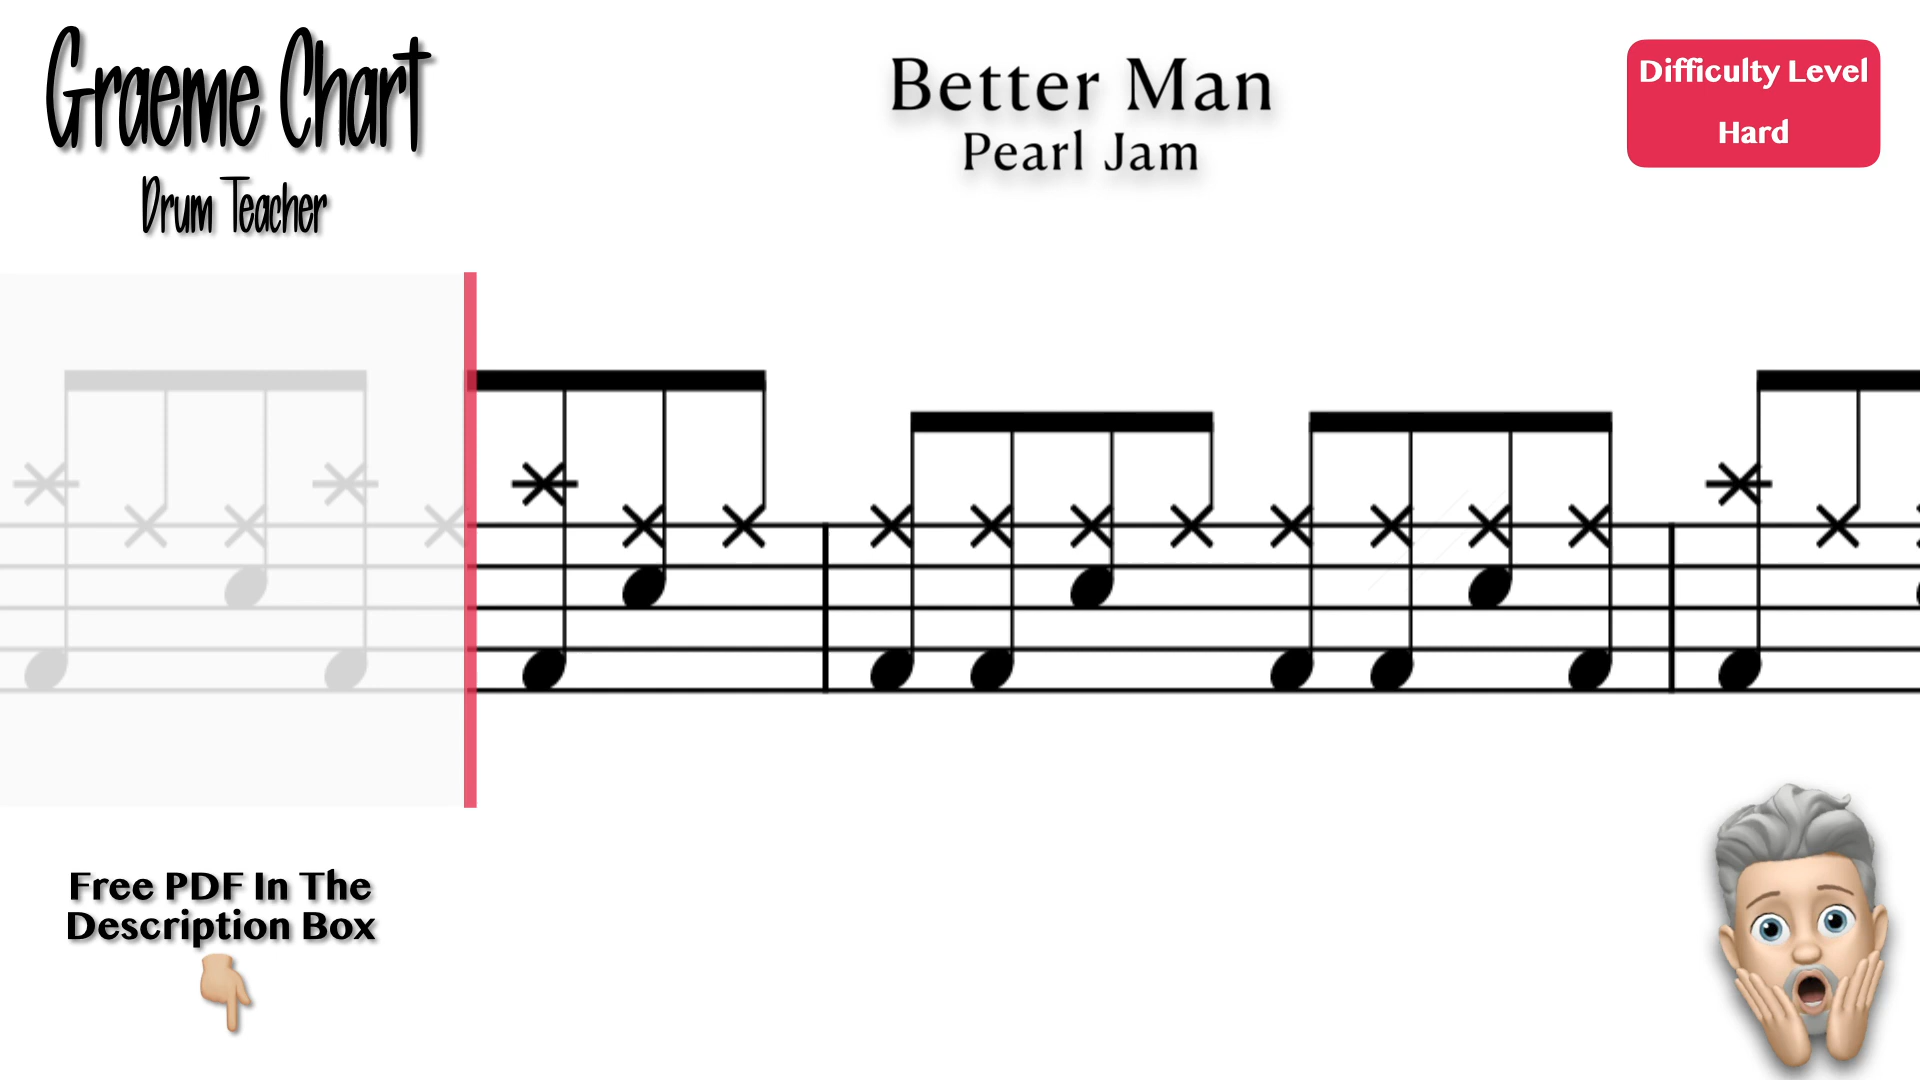 Graeme Chart
Drum Teacher
Better Man
Pearl Jam
Difficulty Level
Hard
Free PDF In The
Description Box